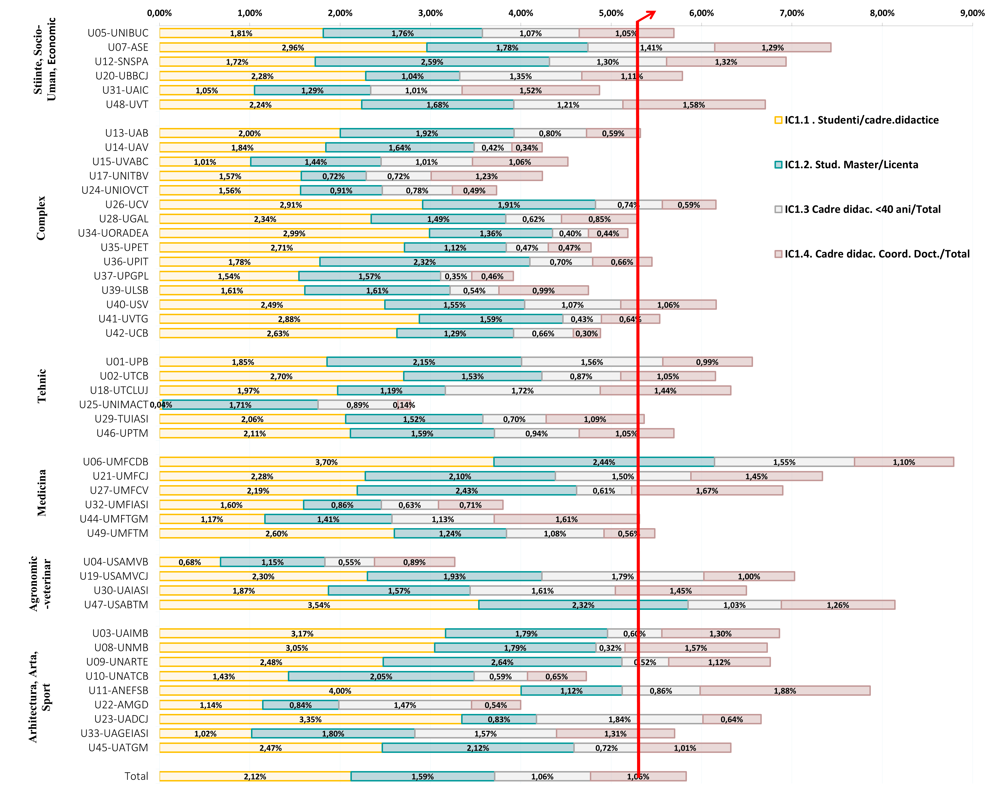 0,00% 1,00% 2,00% 3,00% 4,00% 5,00% 6,00% 7,00% 8,00% 9,00%
Stiinte, Socio-
Uman, Economic
U05-UNIBUC 1,81% 1,76% 1,07% 1,05%
U07-ASE 2,96% 1,78% 1,41% 1,29%
U12-SNSPA 1,72% 2,59% 1,30% 1,32%
U20-UBBCJ 2,28% 1,04% 1,35% 1,11%
U31-UAIC 1,05% 1,29% 1,01% 1,52%
U48-UVT 2,24% 1,68% 1,21% 1,58%
IC1.1 . Studenti/cadre.didactice
IC1.2. Stud. Master/Licenta
IC1.3 Cadre didac. <40 ani/Total
IC1.4. Cadre didac. Coord. Doct./Total
Complex
U13-UAB 2,00% 1,92% 0,80% 0,59%
U14-UAV 1,84% 1,64% 0,42% 0,34%
U15-UVABC 1,01% 1,44% 1,01% 1,06%
U17-UNITBV 1,57% 0,72% 0,72% 1,23%
U24-UNIOVCT 1,56% 0,91% 0,78% 0,49%
U26-UCV 2,91% 1,91% 0,74% 0,59%
U28-UGAL 2,34% 1,49% 0,62% 0,85%
U34-UORADEA 2,99% 1,36% 0,40% 0,44%
U35-UPET 2,71% 1,12% 0,47% 0,47%
U36-UPIT 1,78% 2,32% 0,70% 0,66%
U37-UPGPL 1,54% 1,57% 0,35% 0,46%
U39-ULSB 1,61% 1,61% 0,54% 0,99%
U40-USV 2,49% 1,55% 1,07% 1,06%
U41-UVTG 2,88% 1,59% 0,43% 0,64%
U42-UCB 2,63% 1,29% 0,66% 0,30%
Tehnic
U01-UPB 1,85% 2,15% 1,56% 0,99%
U02-UTCB 2,70% 1,53% 0,87% 1,05%
U18-UTCLUJ 1,97% 1,19% 1,72% 1,44%
U25-UNIMACT 0,04% 1,71% 0,89% 0,14%
U29-TUIASI 2,06% 1,52% 0,70% 1,09%
U46-UPTM 2,11% 1,59% 0,94% 1,05%
Medicina
U06-UMFCDB 3,70% 2,44% 1,55% 1,10%
U21-UMFCJ 2,28% 2,10% 1,50% 1,45%
U27-UMFCV 2,19% 2,43% 0,61% 1,67%
U32-UMFIASI 1,60% 0,86% 0,63% 0,71%
U44-UMFTGM 1,17% 1,41% 1,13% 1,61%
U49-UMFTM 2,60% 1,24% 1,08% 0,56%
Agronomic
-veterinar
U04-USAMVB 0,68% 1,15% 0,55% 0,89%
U19-USAMVCJ 2,30% 1,93% 1,79% 1,00%
U30-UAIASI 1,87% 1,57% 1,61% 1,45%
U47-USABTM 3,54% 2,32% 1,03% 1,26%
Arhitectura, Arta,
Sport
U03-UAIMB 3,17% 1,79% 0,60% 1,30%
U08-UNMB 3,05% 1,79% 0,32% 1,57%
U09-UNARTE 2,48% 2,64% 0,52% 1,12%
U10-UNATCB 1,43% 2,05% 0,59% 0,65%
U11-ANEFSB 4,00% 1,12% 0,86% 1,88%
U22-AMGD 1,14% 0,84% 1,47% 0,54%
U23-UADCJ 3,35% 0,83% 1,84% 0,64%
U33-UAGEIASI 1,02% 1,80% 1,57% 1,31%
U45-UATGM 2,47% 2,12% 0,72% 1,01%
Total 2,12% 1,59% 1,06% 1,06%